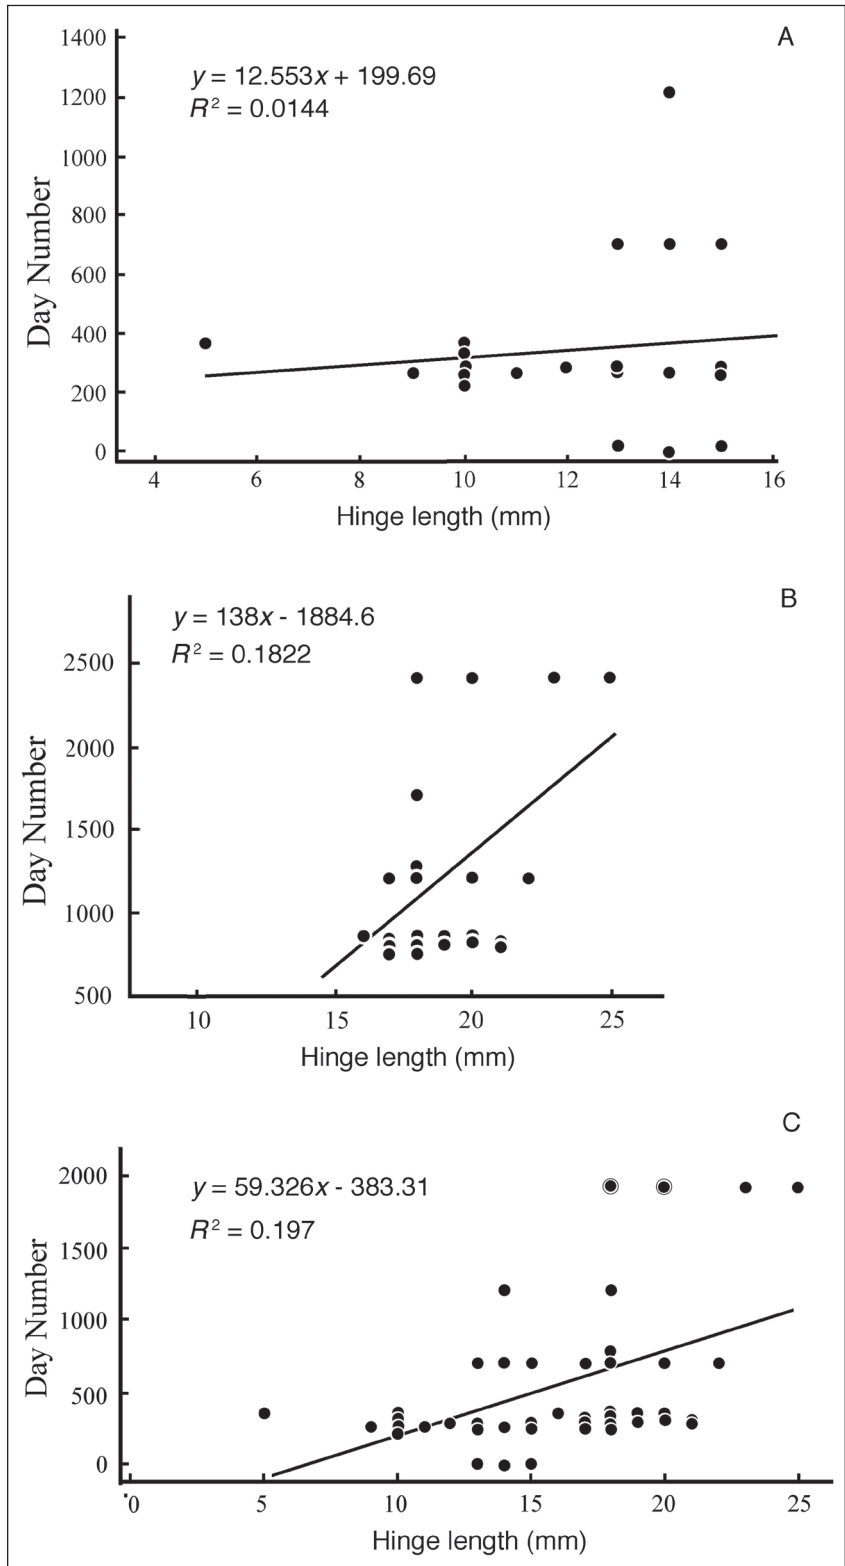 A
y = 12.553x + 199.69
R² = 0.0144
1400
1200
1000
800
600
400
200
0
Day Number
4 6 8 10 12 14 16
Hinge length (mm)
B
y = 138x - 1884.6
R² = 0.1822
2500
2000
1500
1000
500
Day Number
10 15 20 25
Hinge length (mm)
C
y = 59.326x - 383.31
R² = 0.197
2000
1500
1000
500
0
Day Number
0 5 10 15 20 25
Hinge length (mm)